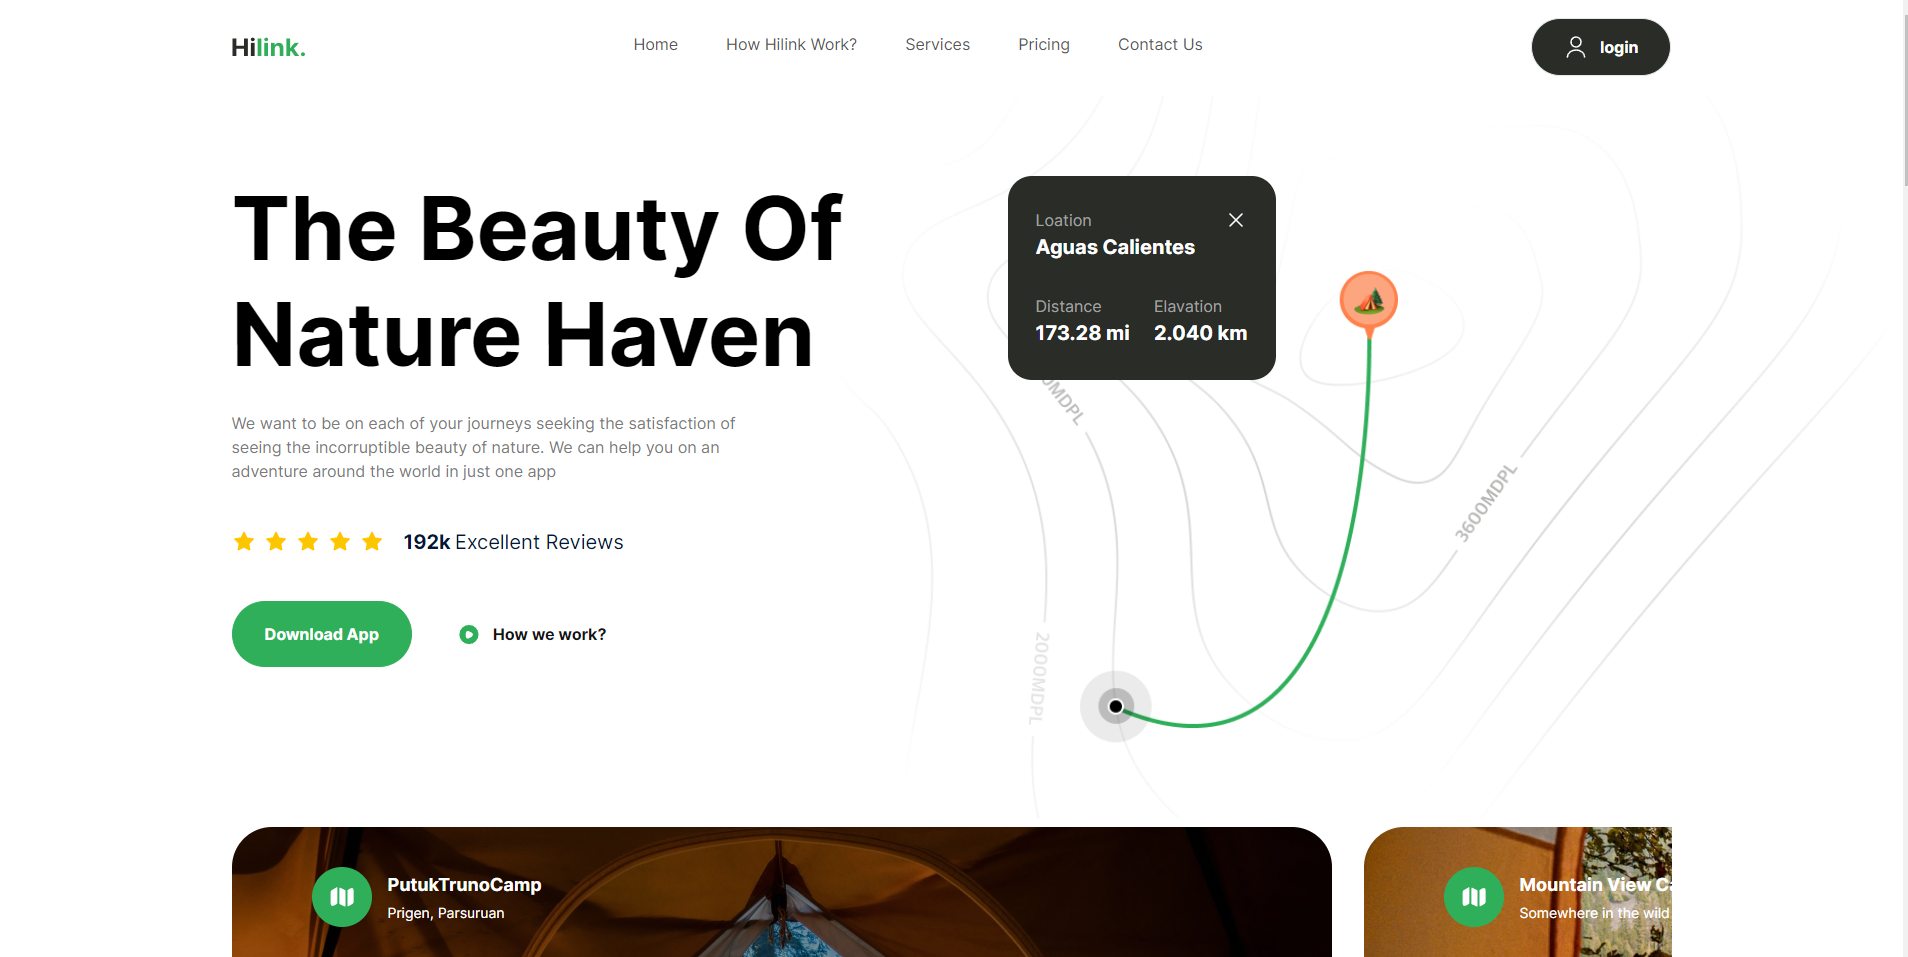 Hilink.
Home
How Hilink Work?
Services
Pricing
Contact Us
login
The Beauty Of
Nature Haven
We want to be on each of your journeys seeking the satisfaction of
seeing the incorruptible beauty of nature. We can help you on an
adventure around the world in just one app
192k Excellent Reviews
Download App
How we work?
Loation
Aguas Calientes
Distance
Elavation
173.28 mi
2.040 km
0MDPL
3600MDPL
2000MDPL
PutukTrunoCamp
Prigen, Parsuruan
Mountain View Ca
Somewhere in the wild